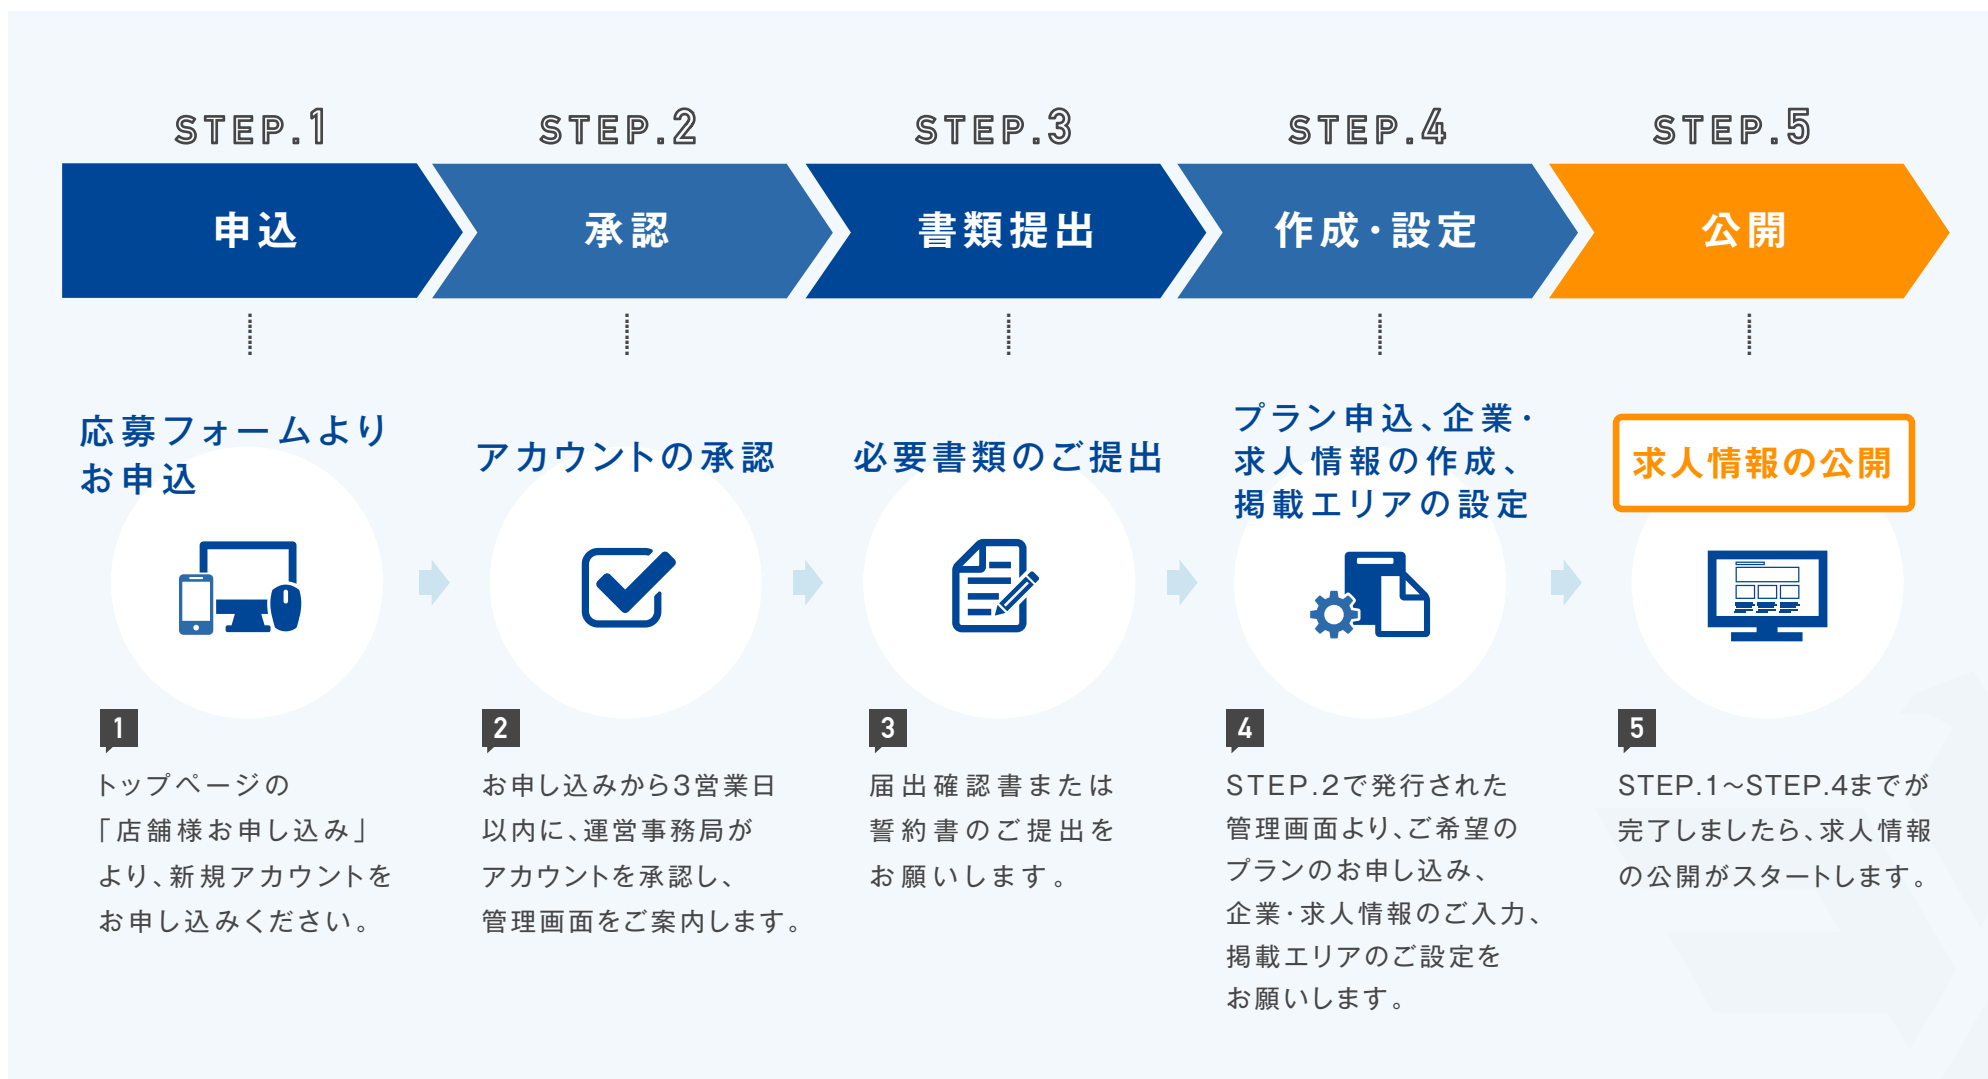 STEP.1
STEP.2
STEP.3
STEP.4
STEP.5
申込
承認
書類提出
作成・設定
公開
応募フォームより
お申込
アカウントの承認
必要書類のご提出
プラン申込、企業・
求人情報の作成、
掲載エリアの設定
求人情報の公開
1
トップページの
「店舗様お申し込み」
より、新規アカウントを
お申し込みください。
2
お申し込みから3営業日
以内に、運営事務局が
アカウントを承認し、
管理画面をご案内します。
3
届出確認書または
誓約書のご提出を
お願いします。
4
STEP.2で発行された
管理画面より、ご希望の
プランのお申し込み、
企業・求人情報のご入力、
掲載エリアのご設定を
お願いします。
5
STEP.1〜STEP.4までが
完了しましたら、求人情報
の公開がスタートします。